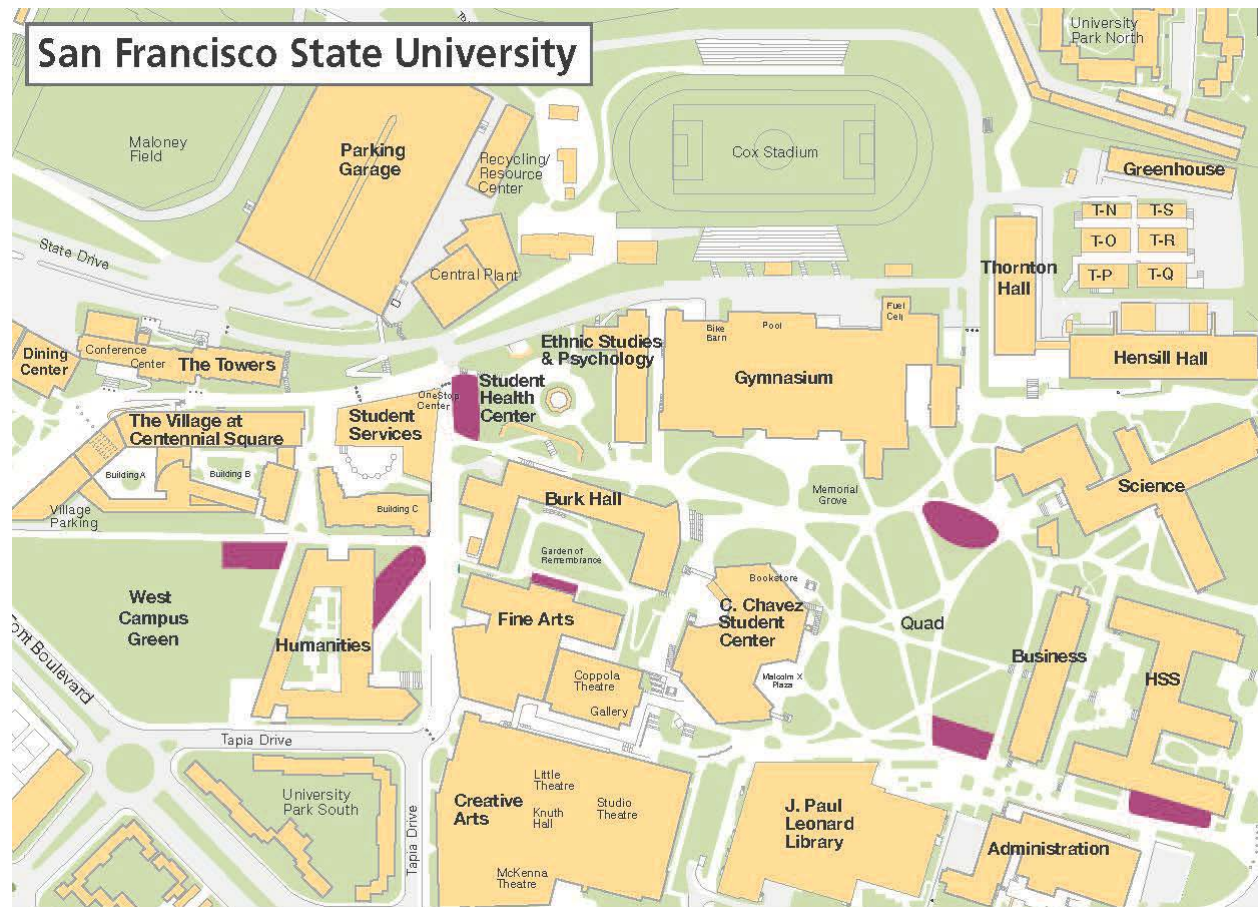 San Francisco State University
University
Park North
Maloney
Field
Parking
Garage
Recycling/
Resource
Center
Cox Stadium
Greenhouse
T-N
T-S
T-O
T-R
T-P
T-Q
State Drive
Central Plant
Thornton
Hall
Fuel
Cell
Bike
Barn
Pool
Ethnic Studies
& Psychology
Gymnasium
Hensill Hall
Dining
Center
Conference
Center
The Towers
OneStop
Center
Student
Health
Center
Student
Services
The Village at
Centennial Square
Building A
Building B
Building C
Village
Parking
Burk Hall
Memorial
Grove
Science
Garden of
Remembrance
Bookstore
C. Chavez
Student
Center
West
Campus
Green
Humanities
Fine Arts
Quad
Business
HSS
Coppola
Theatre
Gallery
Malcolm X
Plaza
Font Boulevard
Tapia Drive
University
Park South
Tapia Drive
Creative
Arts
Little
Theatre
Knuth
Hall
Studio
Theatre
McKenna
Theatre
J. Paul
Leonard
Library
Administration